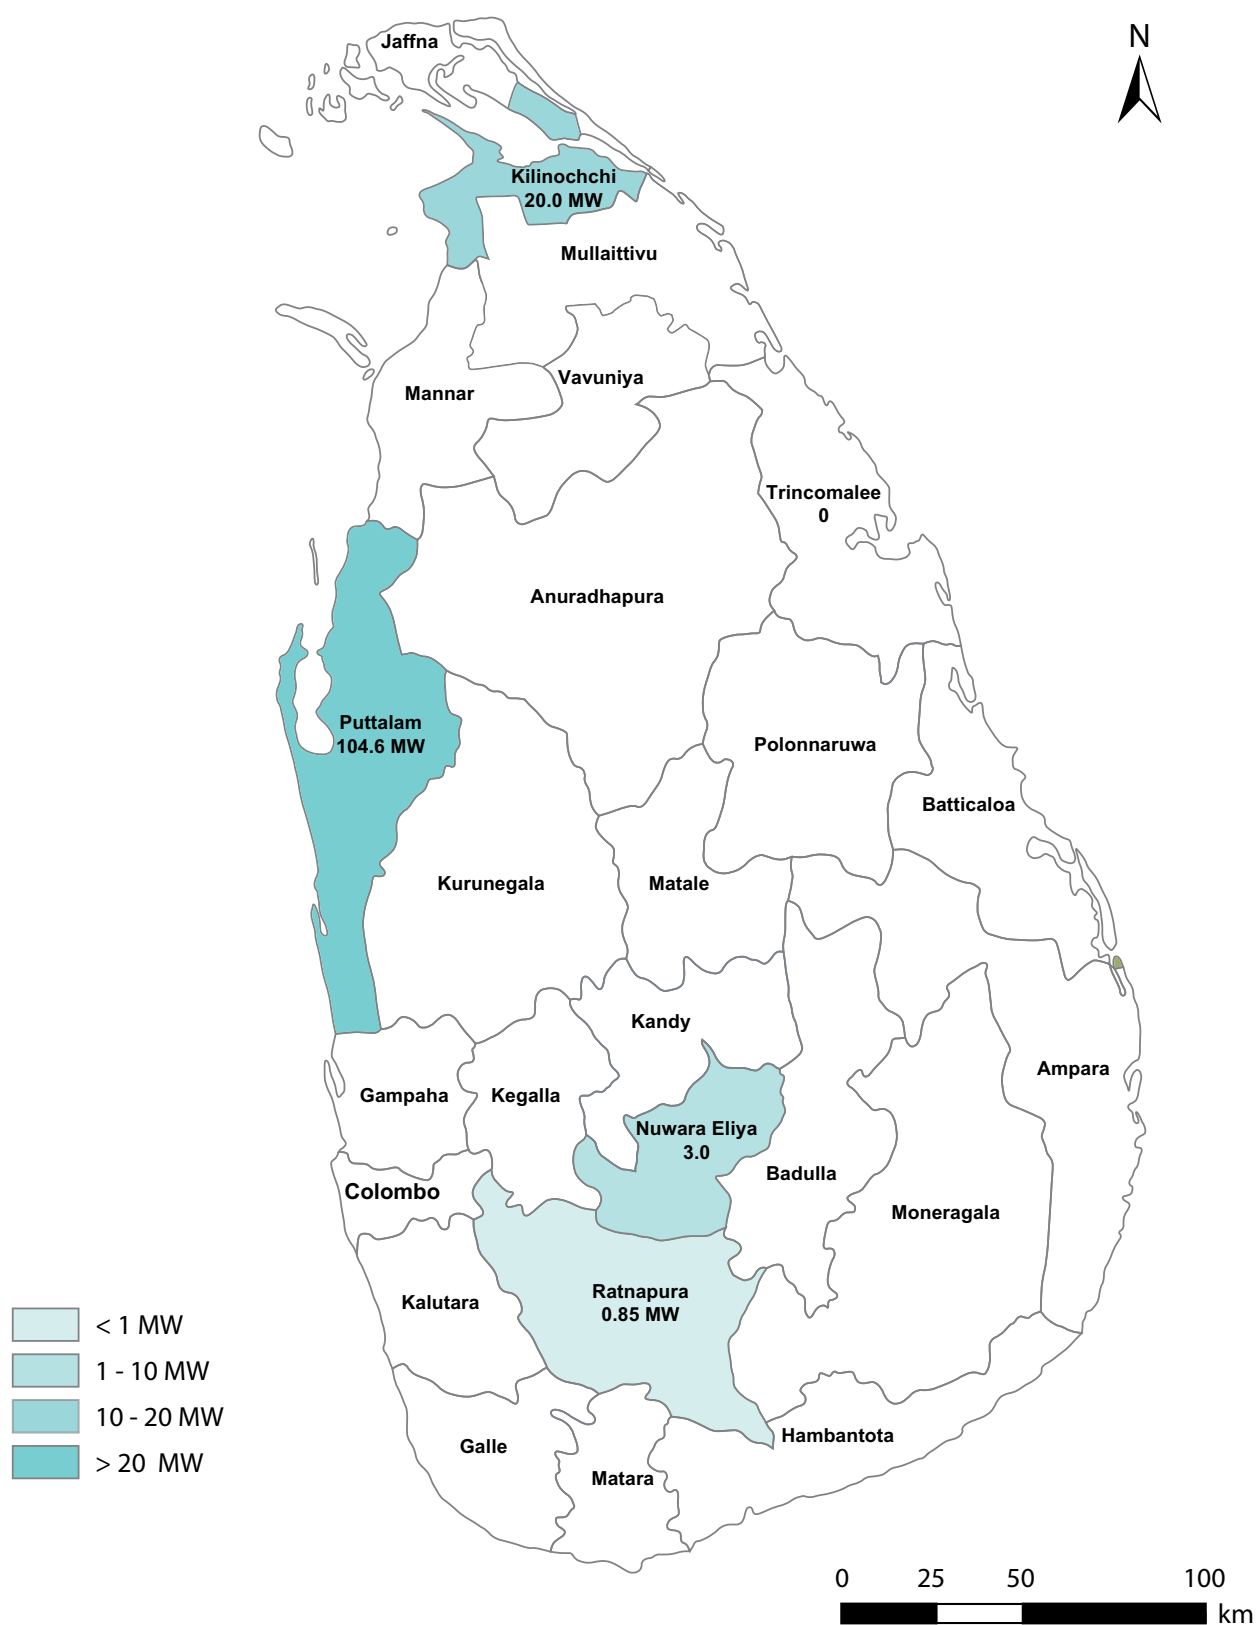 Jaffna
N
Kilinochchi
20.0 MW
Mullaittivu
Vavuniya
Mannar
Trincomalee
0
Anuradhapura
Puttalam
104.6 MW
Polonnaruwa
Batticaloa
Kurunegala
Matale
Kandy
Ampara
Gampaha
Kegalla
Nuwara Eliya
3.0
Badulla
Colombo
Moneragala
Ratnapura
0.85 MW
Kalutara
< 1 MW
1 - 10 MW
10 - 20 MW
> 20 MW
Hambantota
Galle
Matara
0 25 50 100
km